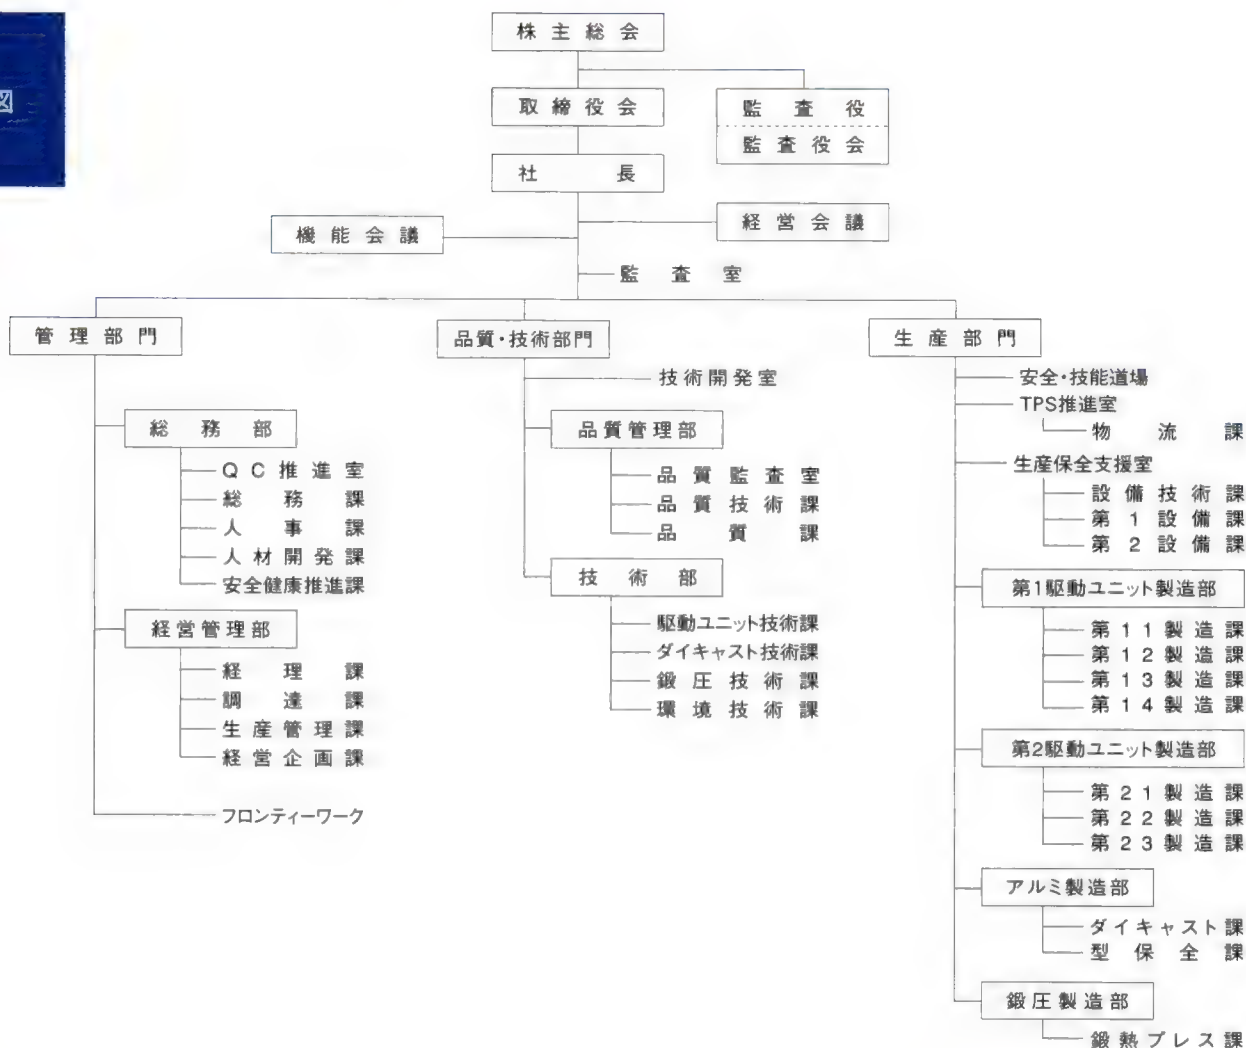 図
株主総会
取締役会
監査役
監査役会
社長
経営会議
機能会議
監査室
管理部門
総務部
QC推進室
総務課
人事課
人材開発課
安全健康推進課
経営管理部
経理課
調達課
生産管理課
経営企画課
フロンティーワーク
品質・技術部門
技術開発室
品質管理部
品質監査室
品質技術課
品質課
技術部
駆動ユニット技術課
ダイキャスト技術課
鍛圧技術課
環境技術課
生産部門
安全・技能道場
TPS推進室
物流課
生産保全支援室
設備技術課
第1設備課
第2設備課
第1駆動ユニット製造部
第11製造課
第12製造課
第13製造課
第14製造課
第2駆動ユニット製造部
第21製造課
第22製造課
第23製造課
アルミ製造部
ダイキャスト課
型保全課
鍛圧製造部
鍛熱プレス課